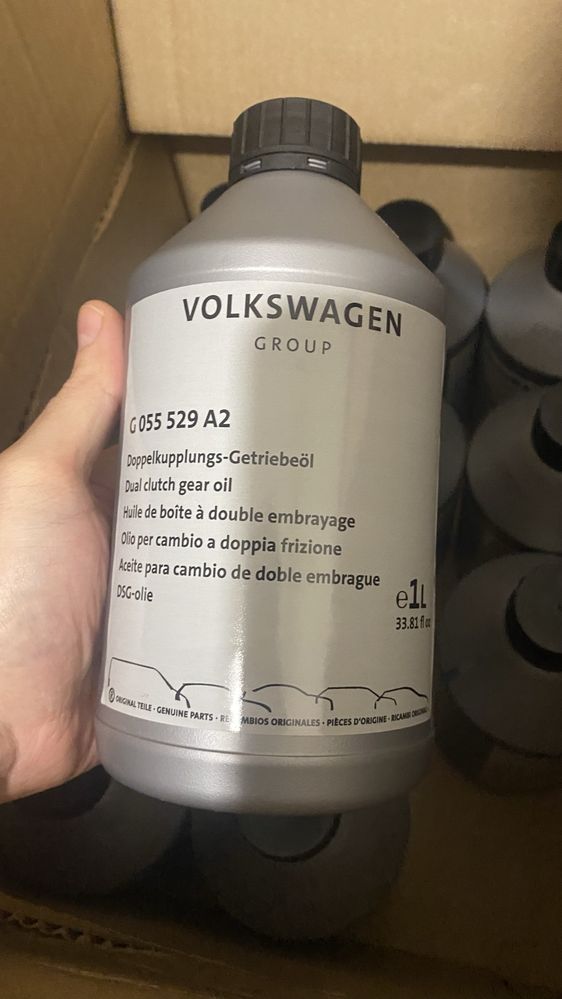 VOLKSWAGEN
GROUP
G 055 529 A2
Doppelkupplungs-Getriebeöl
Dual clutch gear oil
Huile de boîte à double embrayage
Olio per cambio a doppia frizione
Aceite para cambio de doble embrague
DSG-olie
e1L
33.81 fl oz
ORIGINAL TEILE · GENUINE PARTS · RECAMBIOS ORIGINALES · PIÈCES D'ORIGINE · RICAMBI ORIGINALI